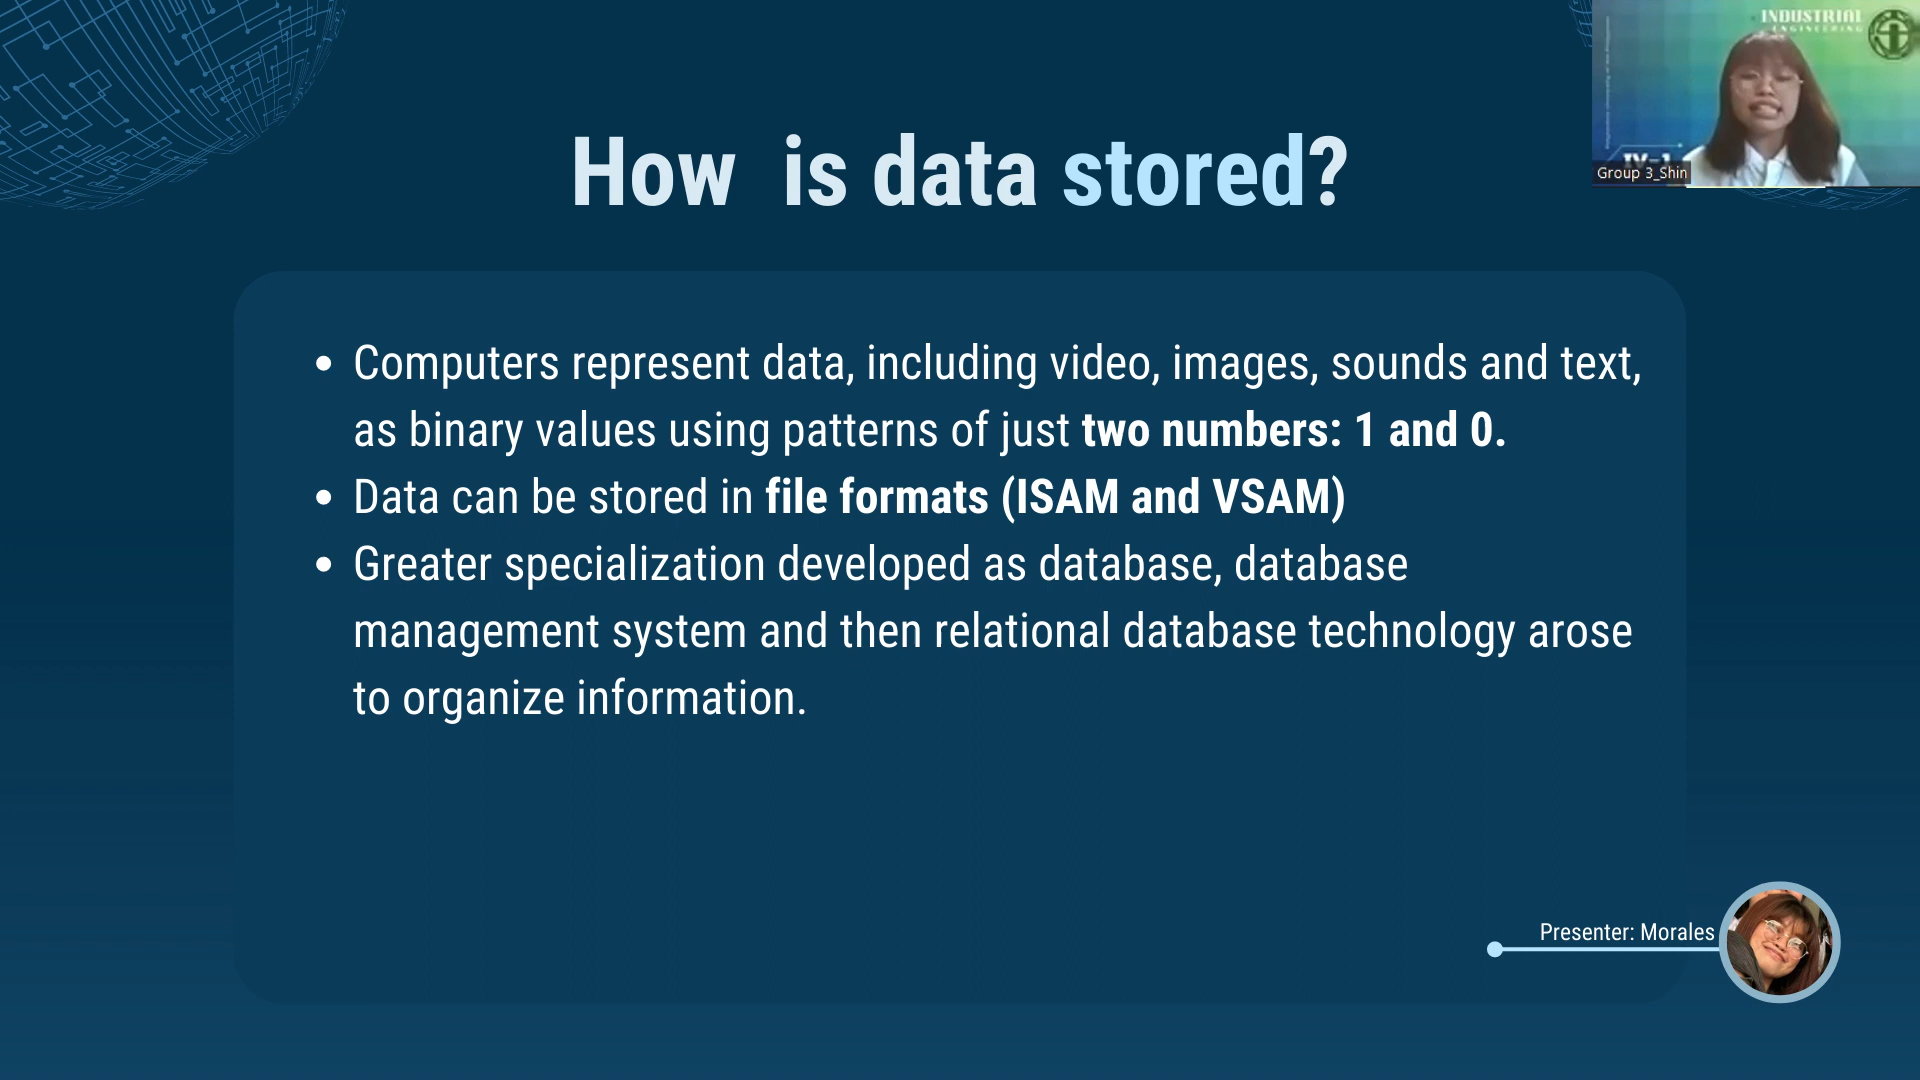 INDUSTRIAL
ENGINEERING
IV-1
Group 3_Shin
How is data stored?
• Computers represent data, including video, images, sounds and text,
as binary values using patterns of just two numbers: 1 and 0.
• Data can be stored in file formats (ISAM and VSAM)
• Greater specialization developed as database, database
management system and then relational database technology arose
to organize information.
Presenter: Morales